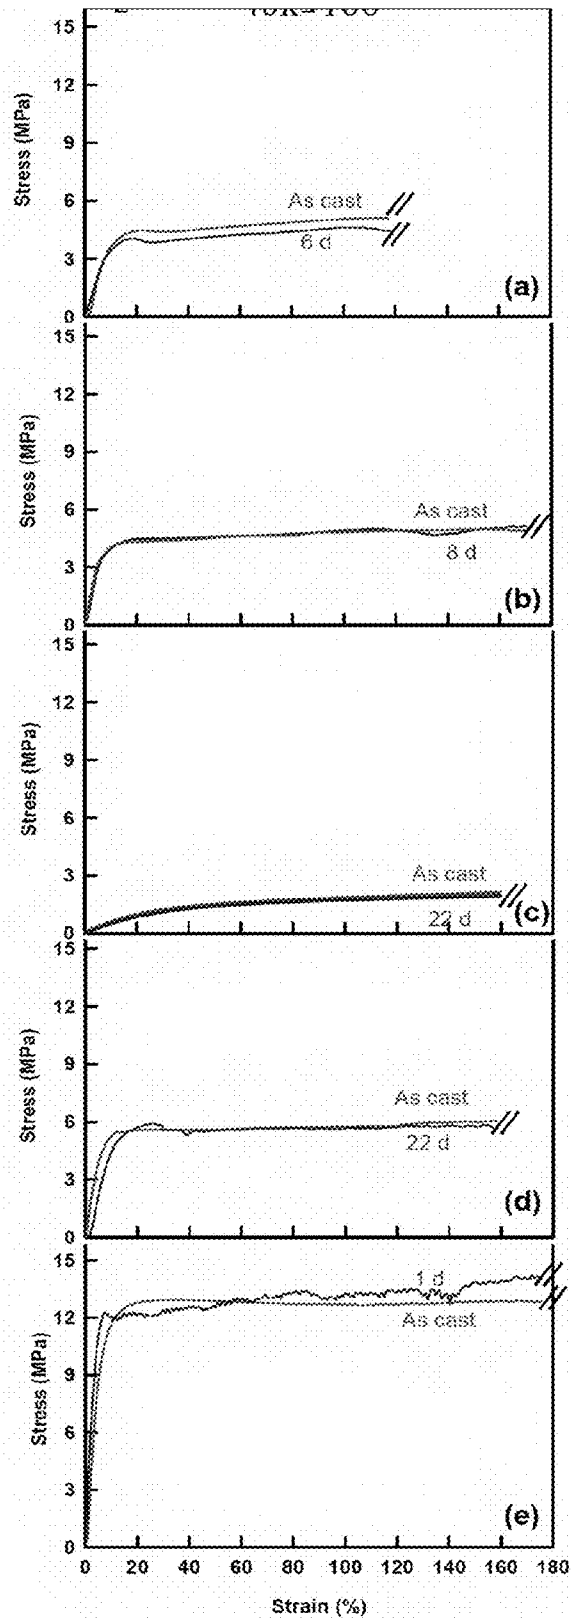 15
12
9
6
3
0
Stress (MPa)
As cast
6 d
(a)
15
12
9
6
3
0
Stress (MPa)
As cast
8 d
(b)
15
12
9
6
3
0
Stress (MPa)
As cast
22 d
(c)
15
12
9
6
3
0
Stress (MPa)
As cast
22 d
(d)
15
12
9
6
3
0
Stress (MPa)
1 d
As cast
(e)
0 20 40 60 80 100 120 140 160 180
Strain (%)